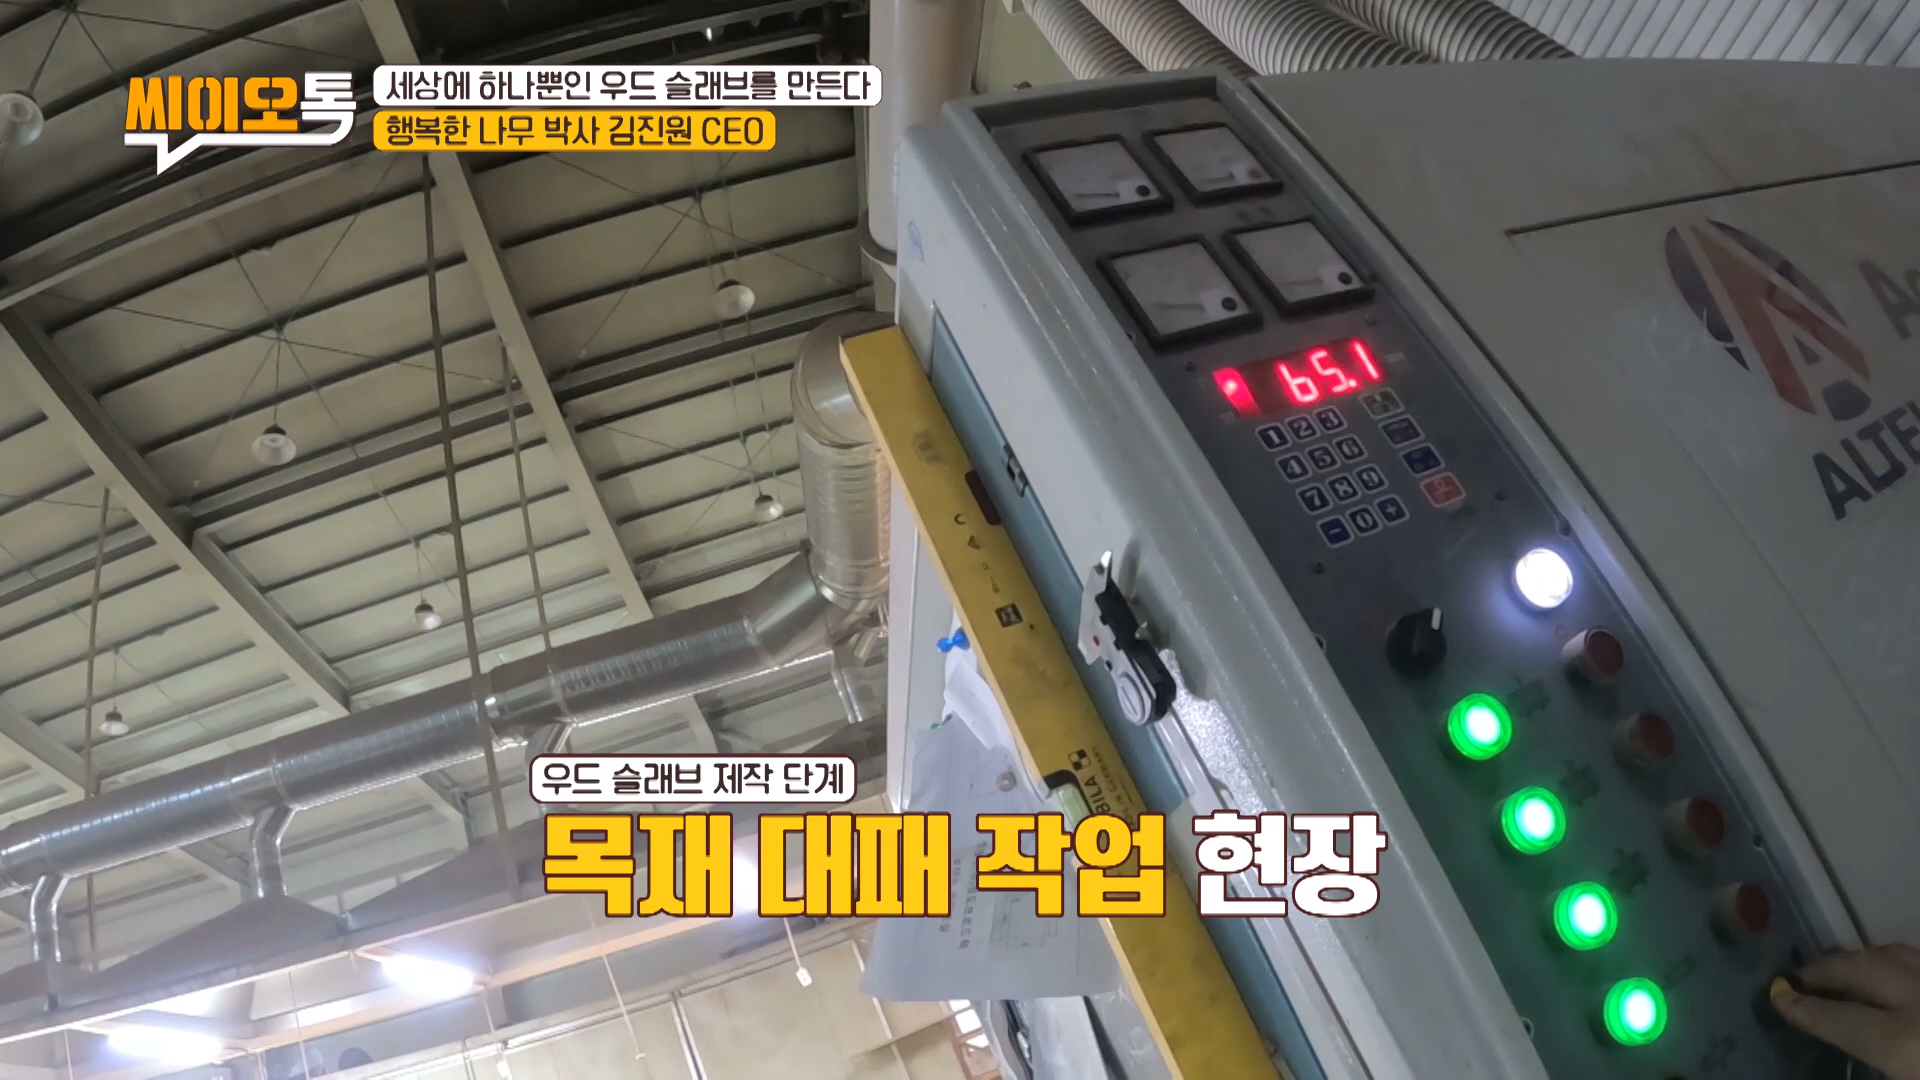 씨이오톡
세상에 하나뿐인 우드 슬래브를 만든다
행복한 나무 박사 김진원 CEO
65.1
1 2 3
4 5 6
7 8 9
- 0 +
우드 슬래브 제작 단계
목재 대패 작업 현장